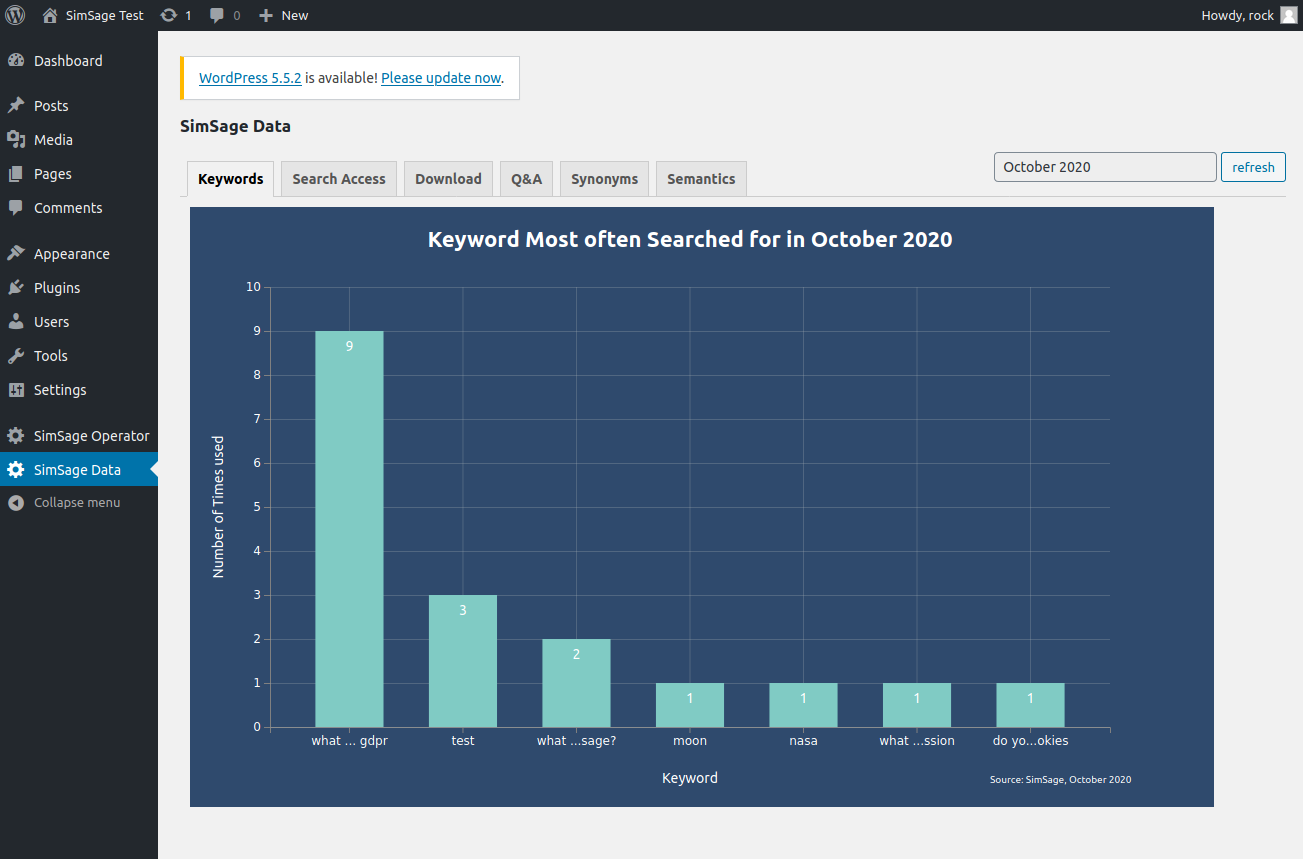 SimSage Test 1 0 New Howdy, rock
Dashboard
Posts
Media
Pages
Comments
Appearance
Plugins
Users
Tools
Settings
SimSage Operator
SimSage Data
Collapse menu
WordPress 5.5.2 is available! Please update now.
SimSage Data
Keywords Search Access Download Q&A Synonyms Semantics
October 2020 refresh
Keyword Most often Searched for in October 2020
Number of Times used
10
9
8
7
6
5
4
3
2
1
0
9
3
2
1
1
1
1
what ... gdpr test what ...sage? moon nasa what ...ssion do yo...okies
Keyword
Source: SimSage, October 2020